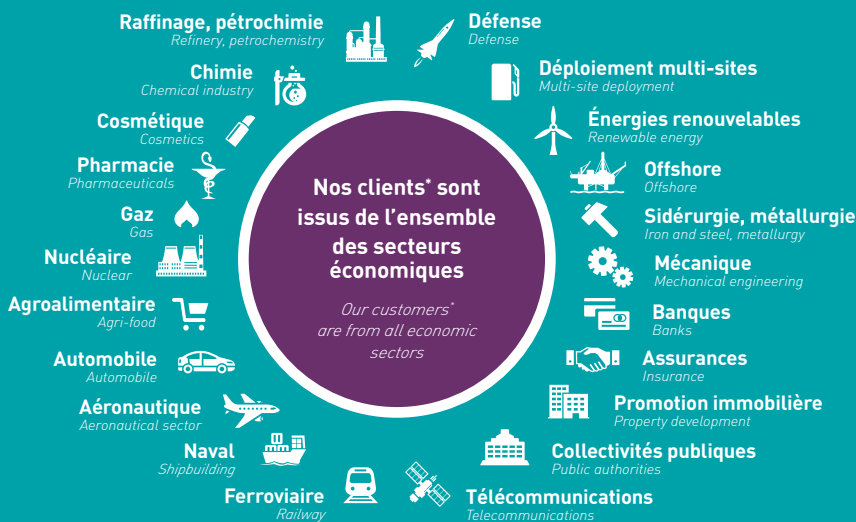 Raffinage, pétrochimie
Refinery, petrochemistry
Chimie
Chemical industry
Cosmétique
Cosmetics
Pharmacie
Pharmaceuticals
Gaz
Gas
Nucléaire
Nuclear
Agroalimentaire
Agri-food
Automobile
Automobile
Aéronautique
Aeronautical sector
Naval
Shipbuilding
Ferroviaire
Railway
Nos clients* sont
issus de l'ensemble
des secteurs
économiques
Our customers*
are from all economic
sectors
Défense
Defense
Déploiement multi-sites
Multi-site deployment
Énergies renouvelables
Renewable energy
Offshore
Offshore
Sidérurgie, métallurgie
Iron and steel, metallurgy
Mécanique
Mechanical engineering
Banques
Banks
Assurances
Insurance
Promotion immobilière
Property development
Collectivités publiques
Public authorities
Télécommunications
Telecommunications